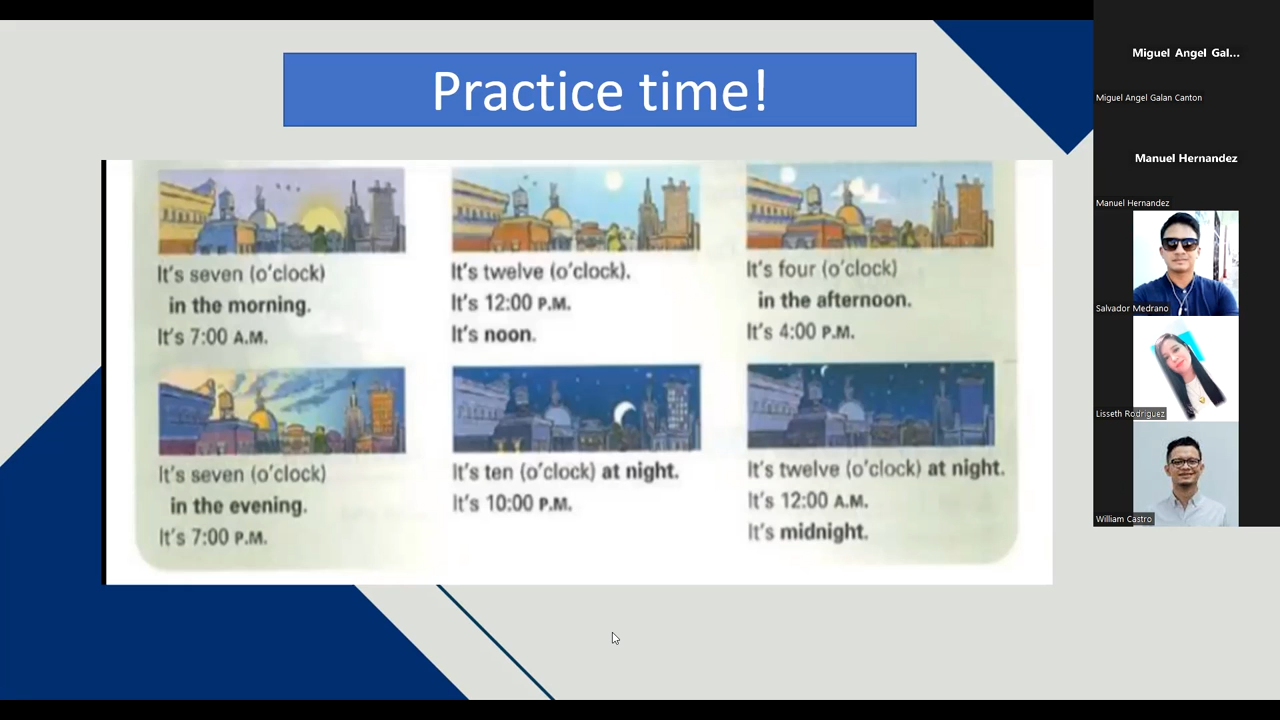 Practice time!
It's seven (o'clock)
in the morning.
It's 7:00 A.M.
It's twelve (o'clock).
It's 12:00 P.M.
It's noon.
It's four (o'clock)
in the afternoon.
It's 4:00 P.M.
It's seven (o'clock)
in the evening.
It's 7:00 P.M.
It's ten (o'clock) at night.
It's 10:00 P.M.
It's twelve (o'clock) at night.
It's 12:00 A.M.
It's midnight.
Miguel Angel Gal...
Miguel Angel Galan Canton
Manuel Hernandez
Manuel Hernandez
Salvador Medrano
Lisseth Rodriguez
William Castro